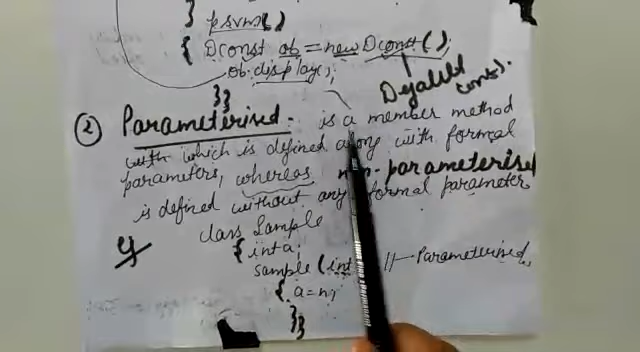 } psvm()
{ Dconst ob = new Dconst();
ob.display();
}}
Default const).
② Parameterised - is a member method
with which is defined along with formal
parameters, whereas non-parameterised
is defined without any formal parameter.
eg class Sample
{ int a;
sample (int // Parameterised,
{ a=n;
}}